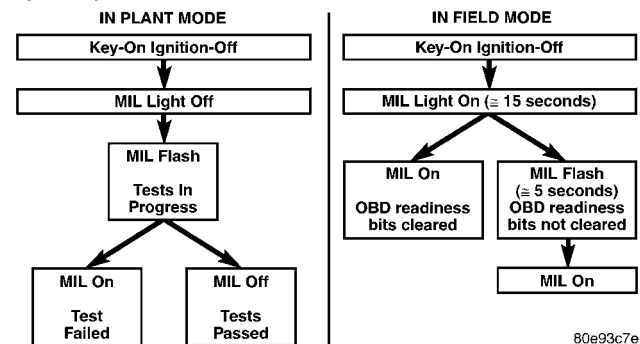 IN PLANT MODE
Key-On Ignition-Off
MIL Light Off
MIL Flash
Tests In
Progress
MIL On
Test
Failed
MIL Off
Tests
Passed
IN FIELD MODE
Key-On Ignition-Off
MIL Light On (≅ 15 seconds)
MIL On
OBD readiness
bits cleared
MIL Flash
(≅ 5 seconds)
OBD readiness
bits not cleared
MIL On
80e93c7e